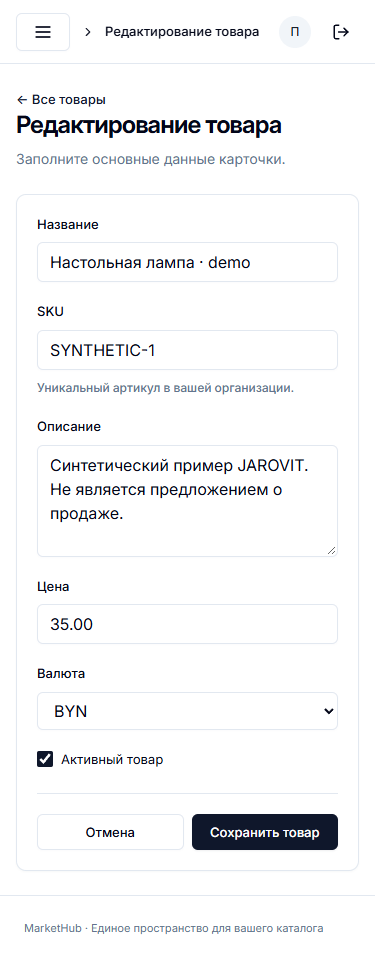 Редактирование товара
П
← Все товары
Редактирование товара
Заполните основные данные карточки.
Название
Настольная лампа · demo
SKU
SYNTHETIC-1
Уникальный артикул в вашей организации.
Описание
Синтетический пример JAROVIT.
Не является предложением о
продаже.
Цена
35.00
Валюта
BYN
Активный товар
Отмена
Сохранить товар
MarketHub · Единое пространство для вашего каталога